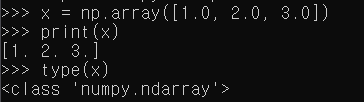 >>> x = np.array([1.0, 2.0, 3.0])
>>> print(x)
[1. 2. 3.]
>>> type(x)
<class 'numpy.ndarray'>